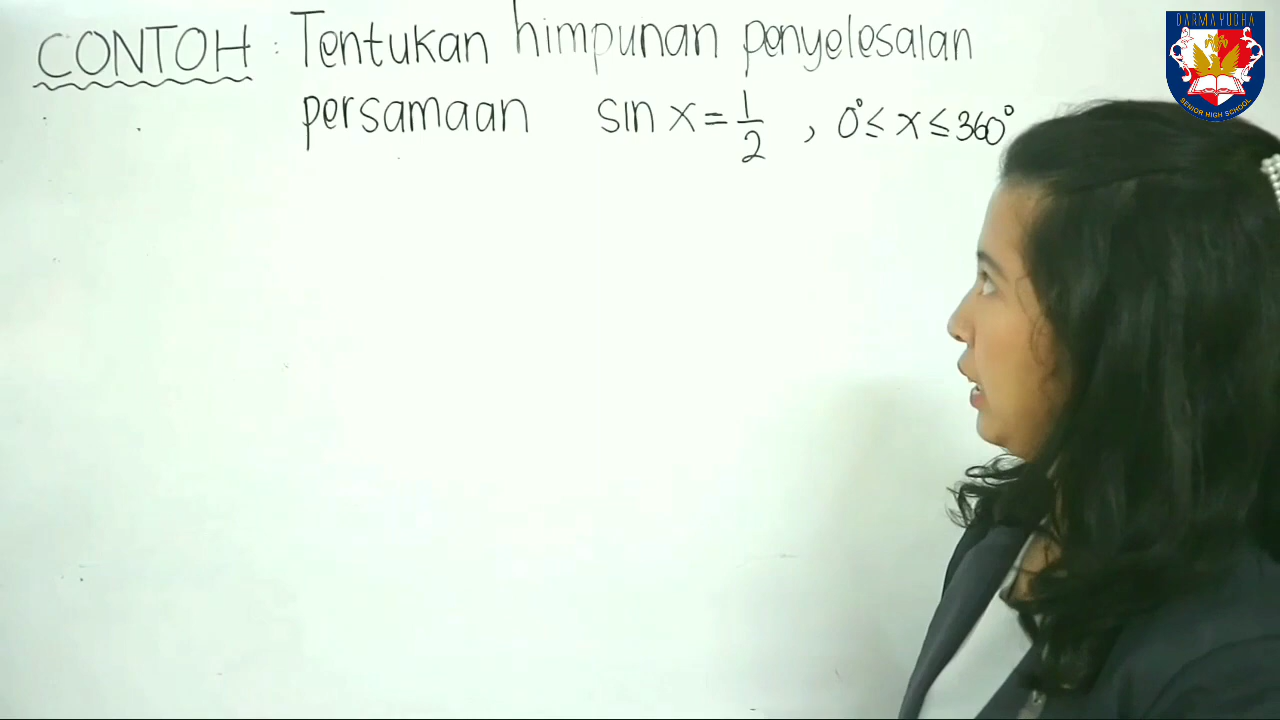 CONTOH : Tentukan himpunan penyelesaian
persamaan sin x = 1/2 , 0° ≤ x ≤ 360°
DARMA YUDHA
SENIOR HIGH SCHOOL